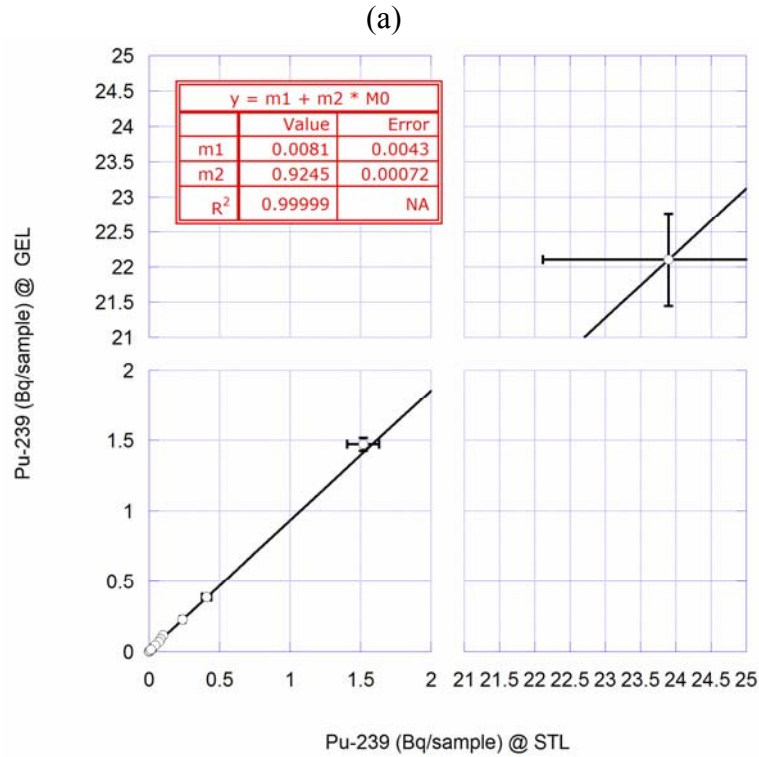 (a)
25
24.5
24
23.5
23
22.5
22
21.5
21
y = m1 + m2 * M0
Value Error
m1 0.0081 0.0043
m2 0.9245 0.00072
R² 0.99999 NA
Pu-239 (Bq/sample) @ GEL
2
1.5
1
0.5
0
0 0.5 1 1.5 2 21 21.5 22 22.5 23 23.5 24 24.5 25
Pu-239 (Bq/sample) @ STL